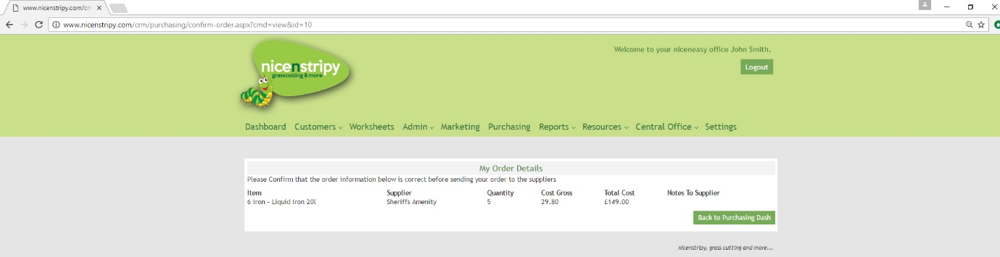 www.nicenstripy.com/crm
www.nicenstripy.com/crm/purchasing/confirm-order.aspx?cmd=view&id=10
Welcome to your niceneasy office John Smith.
Logout
nicenstripy
grasscutting & more
Dashboard Customers Worksheets Admin Marketing Purchasing Reports Resources Central Office Settings
My Order Details
Please Confirm that the order information below is correct before sending your order to the suppliers
Item Supplier Quantity Cost Gross Total Cost Notes To Supplier
6 Iron - Liquid Iron 20l Sheriffs Amenity 5 29.80 £149.00
Back to Purchasing Dash
nicenstripy, grass cutting and more...